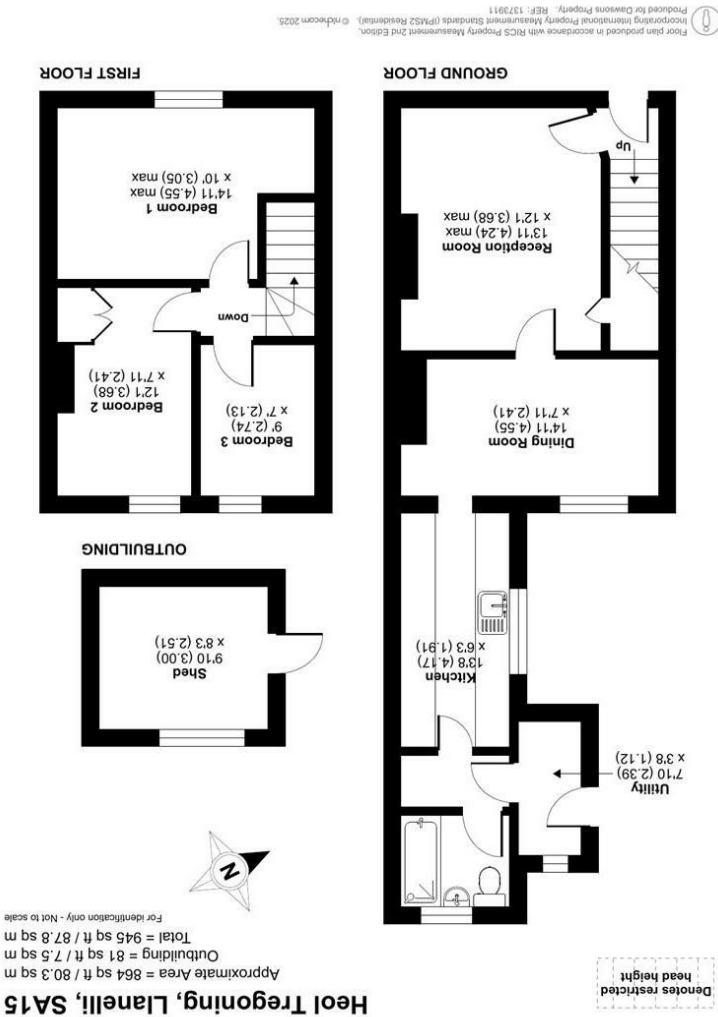 Heol Tregoning, Llanelli, SA15
Approximate Area = 864 sq ft / 80.3 sq m
Outbuilding = 81 sq ft / 7.5 sq m
Total = 945 sq ft / 87.8 sq m
For identification only - Not to scale
Denotes restricted
head height
N
Utility
7'10 (2.39)
x 3'8 (1.12)
Kitchen
13'8 (4.17)
x 6'3 (1.91)
Shed
9'10 (3.00)
x 8'3 (2.51)
OUTBUILDING
Dining Room
14'11 (4.55)
x 7'11 (2.41)
Bedroom 3
9' (2.74)
x 7' (2.13)
Bedroom 2
12'1 (3.68)
x 7'11 (2.41)
Down
Reception Room
13'11 (4.24) max
x 12'1 (3.68) max
Bedroom 1
14'11 (4.55) max
x 10' (3.05) max
Up
GROUND FLOOR
FIRST FLOOR
Floor plan produced in accordance with RICS Property Measurement 2nd Edition,
Incorporating International Property Measurement Standards (IPMS2 Residential). © nichecom 2025.
Produced for Dawsons Property. REF: 1373911